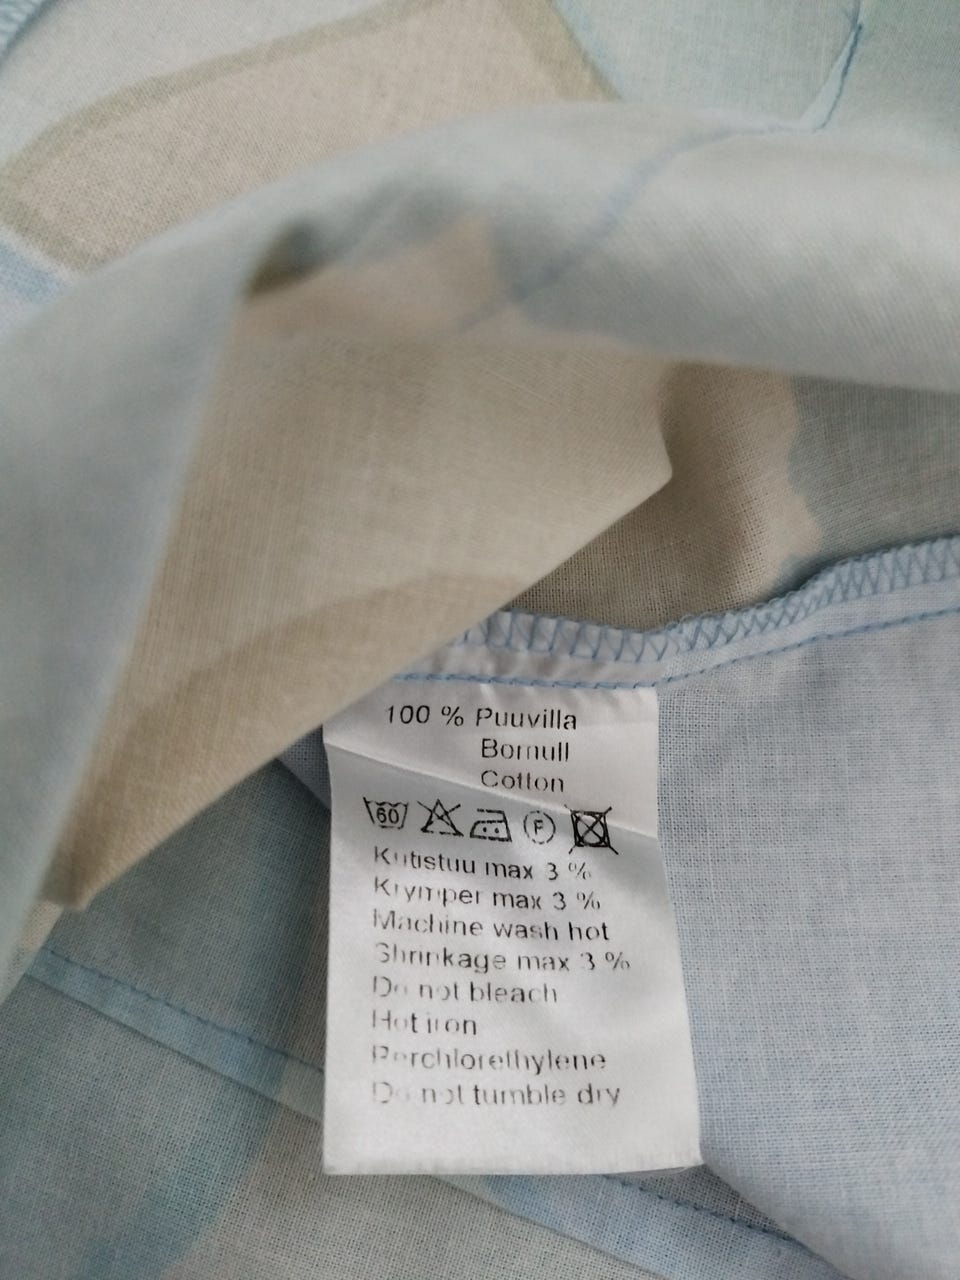 100 % Puuvilla
Bomull
Cotton
60 F
Kutistuu max 3 %
Krymper max 3 %
Machine wash hot
Shrinkage max 3 %
Do not bleach
Hot iron
Perchlorethylene
Do not tumble dry